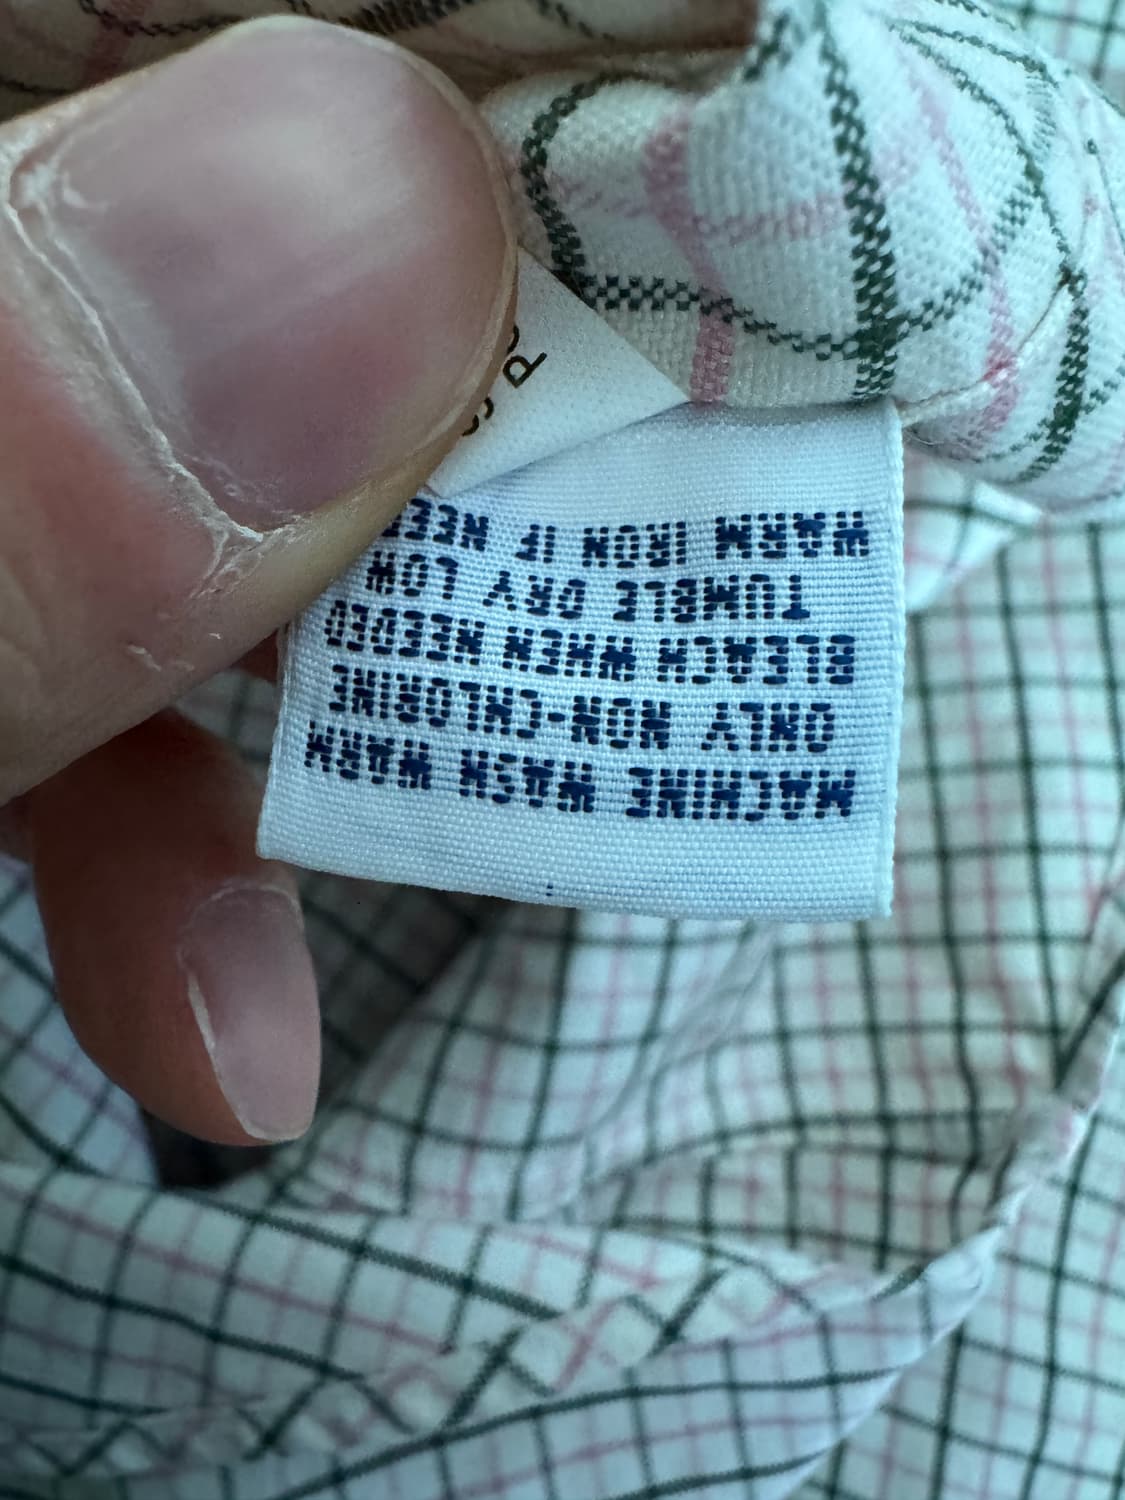 MACHINE WASH WARM
ONLY NON-CHLORINE
BLEACH WHEN NEEDED
TUMBLE DRY LOW
WARM IRON IF